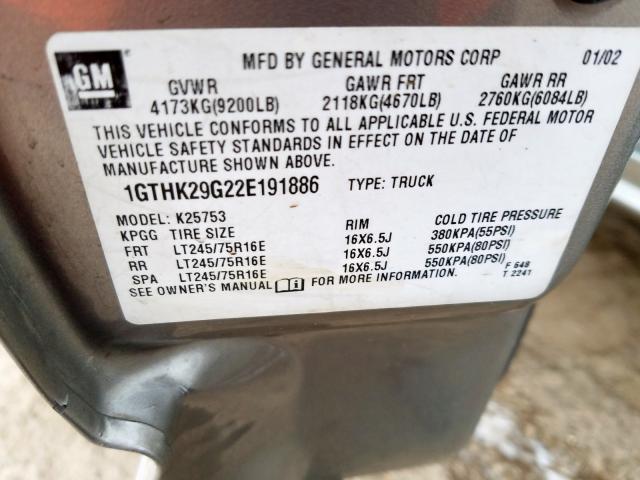 GM
MFD BY GENERAL MOTORS CORP 01/02
GVWR GAWR FRT GAWR RR
4173KG(9200LB) 2118KG(4670LB) 2760KG(6084LB)
THIS VEHICLE CONFORMS TO ALL APPLICABLE U.S. FEDERAL MOTOR
VEHICLE SAFETY STANDARDS IN EFFECT ON THE DATE OF
MANUFACTURE SHOWN ABOVE.
1GTHK29G22E191886 TYPE: TRUCK
MODEL: K25753
KPGG TIRE SIZE RIM COLD TIRE PRESSURE
FRT LT245/75R16E 16X6.5J 380KPA(55PSI)
RR LT245/75R16E 16X6.5J 550KPA(80PSI)
SPA LT245/75R16E 16X6.5J 550KPA(80PSI)
SEE OWNER'S MANUAL FOR MORE INFORMATION. F 648
T 2241